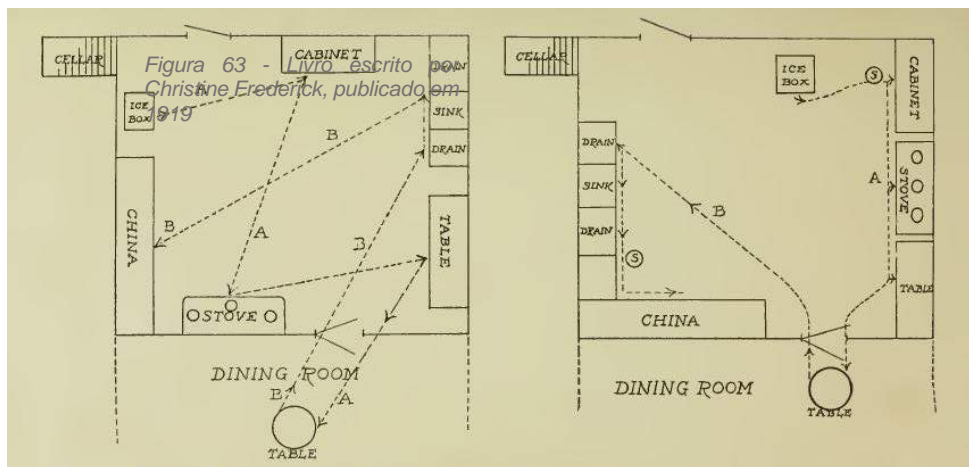 CELLAR
CABINET
DRAIN
Figura 63 - Livro escrito por
Christine Frederick, publicado em
1919
ICE
BOX
A
SINK
B
DRAIN
CHINA
B
A
B
TABLE
STOVE
DINING ROOM
B
A
TABLE
CELLAR
ICE
BOX
S
CABINET
DRAIN
SINK
A
STOVE
B
DRAIN
S
TABLE
CHINA
DINING ROOM
TABLE